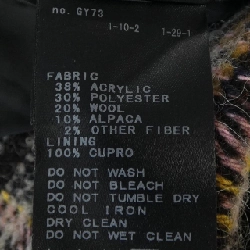 no. GY73
1-10-2 1-29-1
FABRIC
38% ACRYLIC
30% POLYESTER
20% WOOL
10% ALPACA
2% OTHER FIBER
LINING
100% CUPRO
DO NOT WASH
DO NOT BLEACH
DO NOT TUMBLE DRY
COOL IRON
DRY CLEAN
DO NOT WET CLEAN